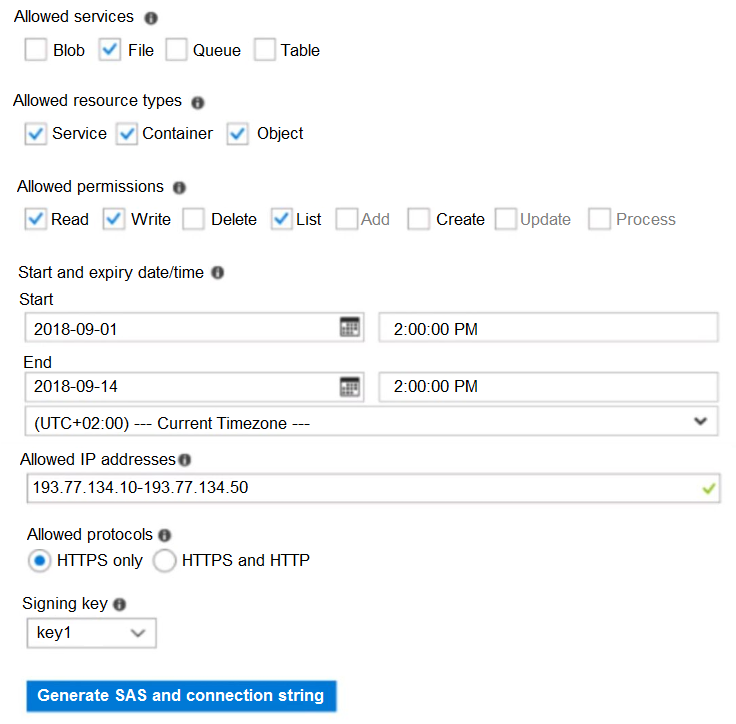 Allowed services
Blob File Queue Table
Allowed resource types
Service Container Object
Allowed permissions
Read Write Delete List Add Create Update Process
Start and expiry date/time
Start
2018-09-01 2:00:00 PM
End
2018-09-14 2:00:00 PM
(UTC+02:00) --- Current Timezone ---
Allowed IP addresses
193.77.134.10-193.77.134.50
Allowed protocols
HTTPS only HTTPS and HTTP
Signing key
key1
Generate SAS and connection string